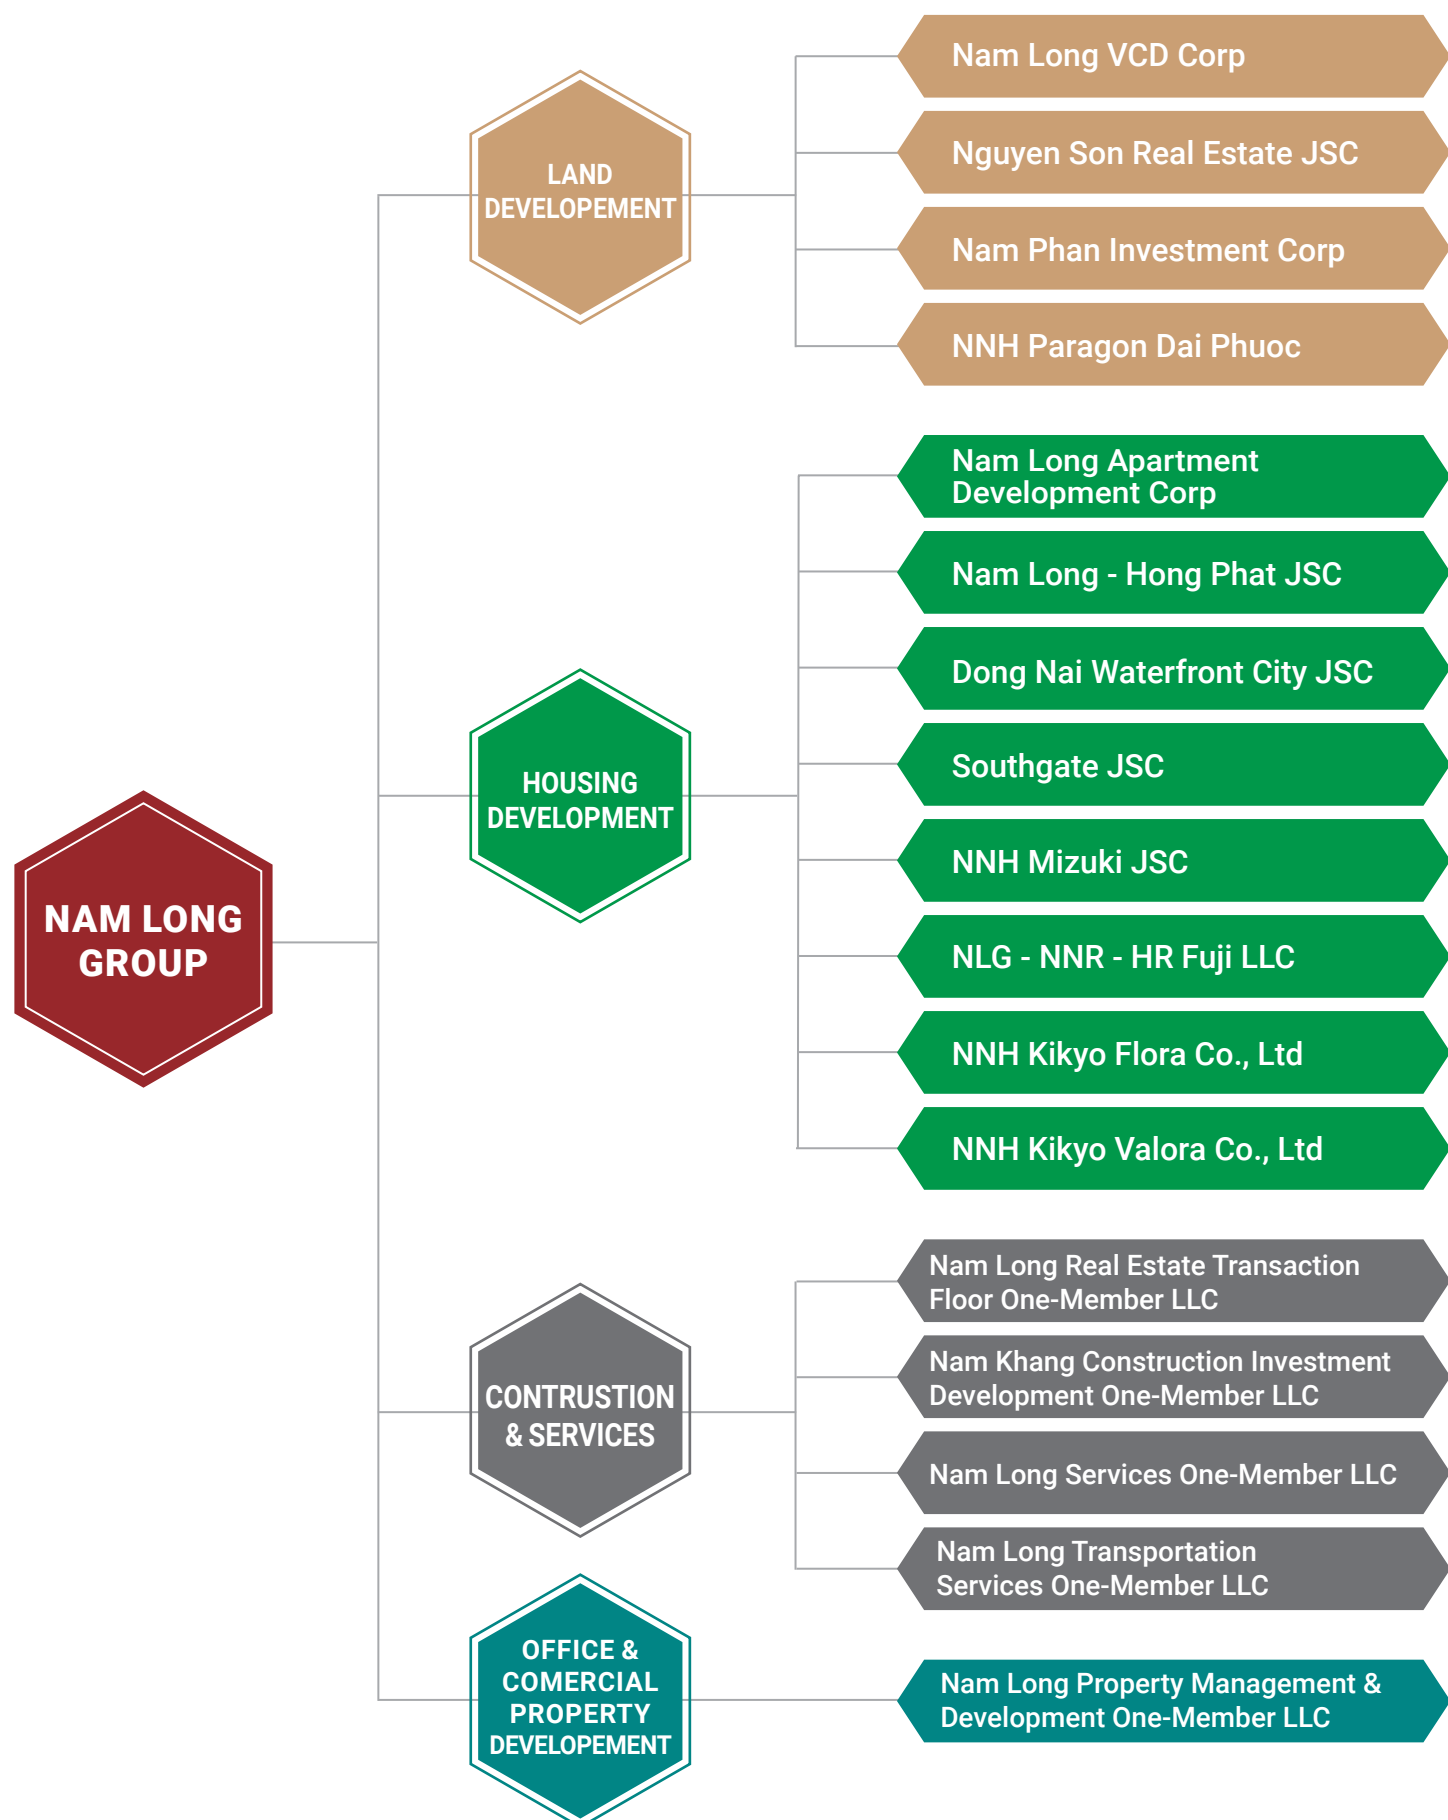 NAM LONG
GROUP
LAND
DEVELOPEMENT
Nam Long VCD Corp
Nguyen Son Real Estate JSC
Nam Phan Investment Corp
NNH Paragon Dai Phuoc
HOUSING
DEVELOPMENT
Nam Long Apartment
Development Corp
Nam Long - Hong Phat JSC
Dong Nai Waterfront City JSC
Southgate JSC
NNH Mizuki JSC
NLG - NNR - HR Fuji LLC
NNH Kikyo Flora Co., Ltd
NNH Kikyo Valora Co., Ltd
CONTRUSTION
& SERVICES
Nam Long Real Estate Transaction
Floor One-Member LLC
Nam Khang Construction Investment
Development One-Member LLC
Nam Long Services One-Member LLC
Nam Long Transportation
Services One-Member LLC
OFFICE &
COMERCIAL
PROPERTY
DEVELOPEMENT
Nam Long Property Management &
Development One-Member LLC